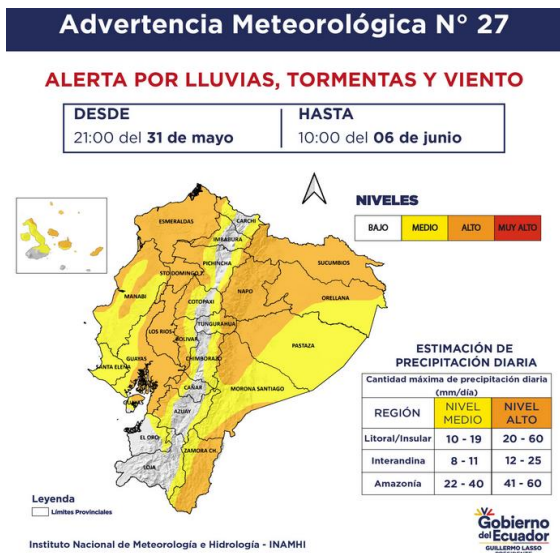 Advertencia Meteorológica N° 27
ALERTA POR LLUVIAS, TORMENTAS Y VIENTO
DESDE
21:00 del 31 de mayo
HASTA
10:00 del 06 de junio
NIVELES
BAJO MEDIO ALTO MUY ALTO
ESMERALDAS
CARCHI
IMBABURA
PICHINCHA
SUCUMBIOS
STO DOMINGO T.
NAPO
ORELLANA
MANABI
COTOPAXI
LOS RIOS
TUNGURAHUA
BOLIVAR
PASTAZA
GUAYAS
CHIMBORAZO
SANTA ELENA
MORONA SANTIAGO
CAÑAR
GUAYAS
AZUAY
EL ORO
ZAMORA CH.
LOJA
ESTIMACIÓN DE
PRECIPITACIÓN DIARIA
Cantidad máxima de precipitación diaria
(mm/día)
REGIÓN NIVEL MEDIO NIVEL ALTO
Litoral/Insular 10 - 19 20 - 60
Interandina 8 - 11 12 - 25
Amazonía 22 - 40 41 - 60
Leyenda
Límites Provinciales
Instituto Nacional de Meteorología e Hidrología - INAMHI
Gobierno
del Ecuador
GUILLERMO LASSO
PRESIDENTE